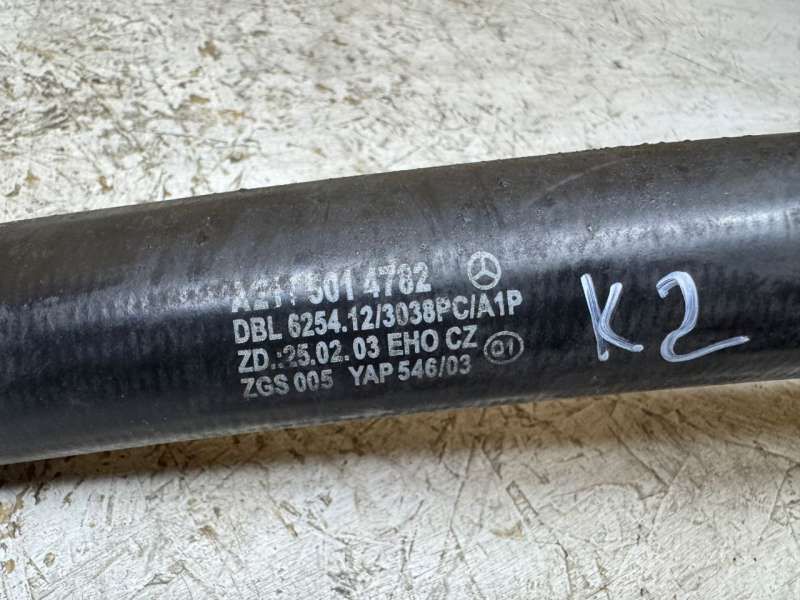 A211 501 4782
DBL 6254.12/3038PC/A1P
ZD.:25.02.03 EHO CZ 01
ZGS 005 YAP 546/03
K2